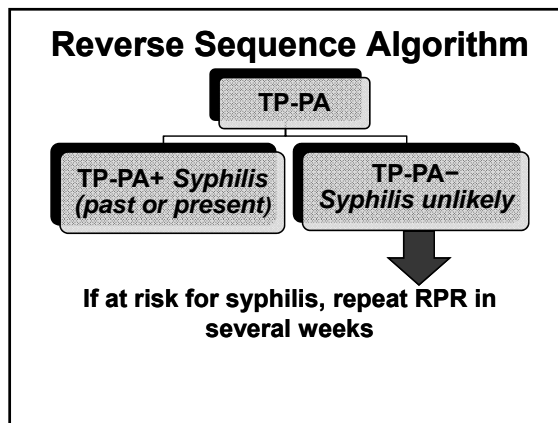 Reverse Sequence Algorithm
TP-PA
TP-PA+ Syphilis
(past or present)
TP-PA−
Syphilis unlikely
If at risk for syphilis, repeat RPR in
several weeks